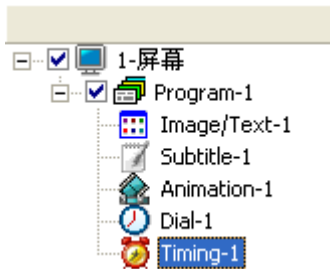 1-屏幕
Program-1
Image/Text-1
Subtitle-1
Animation-1
Dial-1
Timing-1